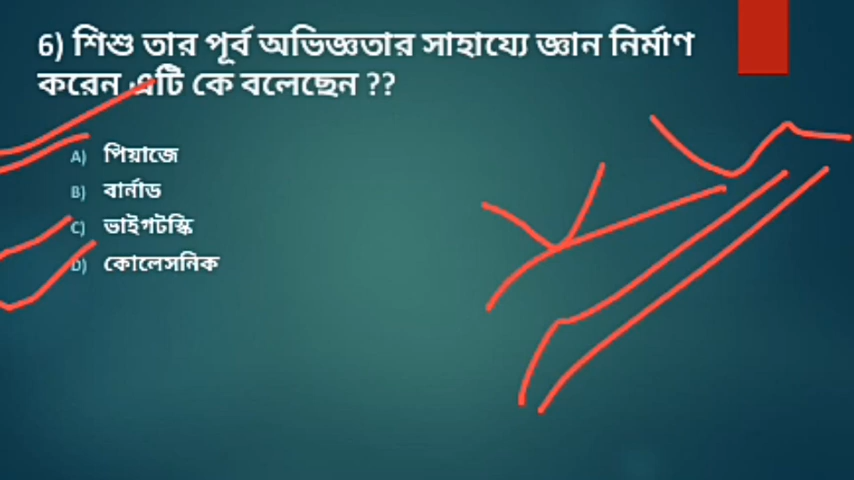 6) শিশু তার পূর্ব অভিজ্ঞতার সাহায্যে জ্ঞান নির্মাণ
করেন এটি কে বলেছেন ??
A) পিয়াজে
B) বার্নাড
C) ভাইগটস্কি
D) কোলেসনিক